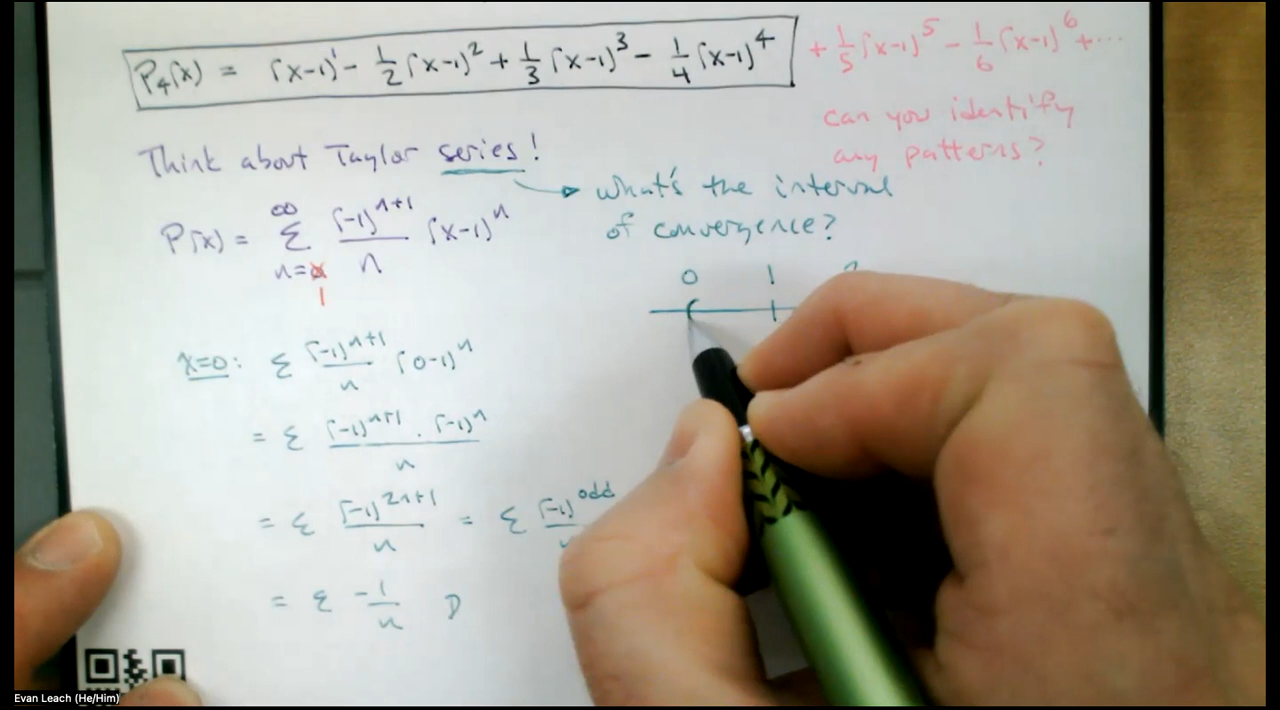 P₄(x) = (x-1)¹ - 1/2 (x-1)² + 1/3 (x-1)³ - 1/4 (x-1)⁴ + 1/5 (x-1)⁵ - 1/6 (x-1)⁶ + ...
can you identify
any patterns?
Think about Taylor series!
what's the interval
of convergence?
P(x) = Σ (-1)ⁿ⁺¹/n (x-1)ⁿ
∞
n=
1
0 1
x=0: Σ (-1)ⁿ⁺¹/n (0-1)ⁿ
= Σ (-1)ⁿ⁺¹ · (-1)ⁿ / n
= Σ (-1)²ⁿ⁺¹/n = Σ (-1)ᵒᵈᵈ/n
= Σ -1/n D
Evan Leach (He/Him)